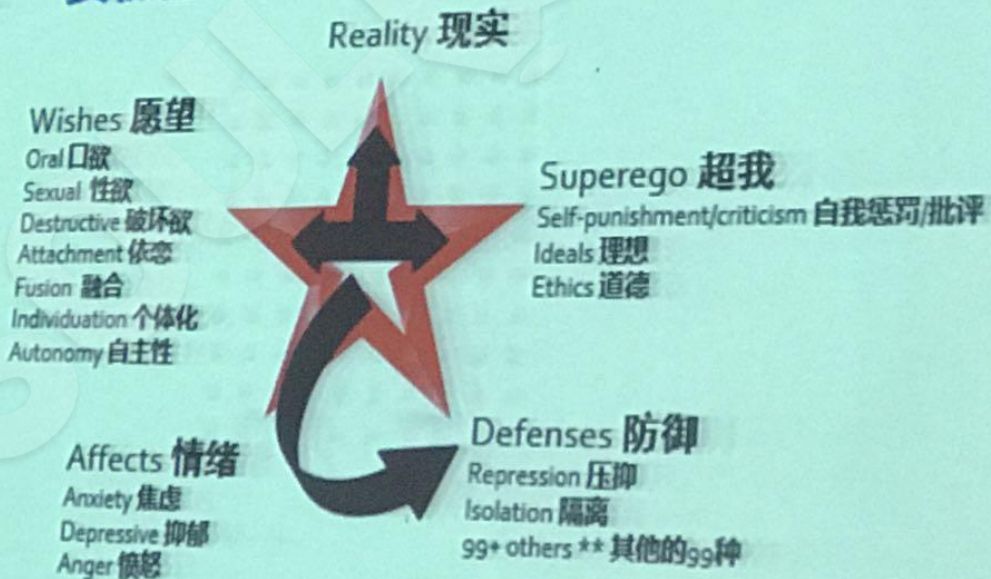 Reality 现实
Wishes 愿望
Oral 口欲
Sexual 性欲
Destructive 破坏欲
Attachment 依恋
Fusion 融合
Individuation 个体化
Autonomy 自主性
Superego 超我
Self-punishment/criticism 自我惩罚/批评
Ideals 理想
Ethics 道德
Affects 情绪
Anxiety 焦虑
Depressive 抑郁
Anger 愤怒
Defenses 防御
Repression 压抑
Isolation 隔离
99+ others ** 其他的99种